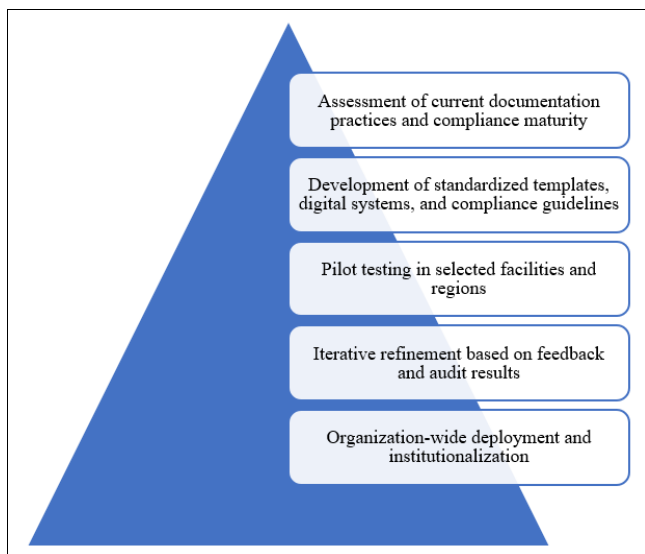 Assessment of current documentation
practices and compliance maturity
Development of standardized templates,
digital systems, and compliance guidelines
Pilot testing in selected facilities and
regions
Iterative refinement based on feedback
and audit results
Organization-wide deployment and
institutionalization